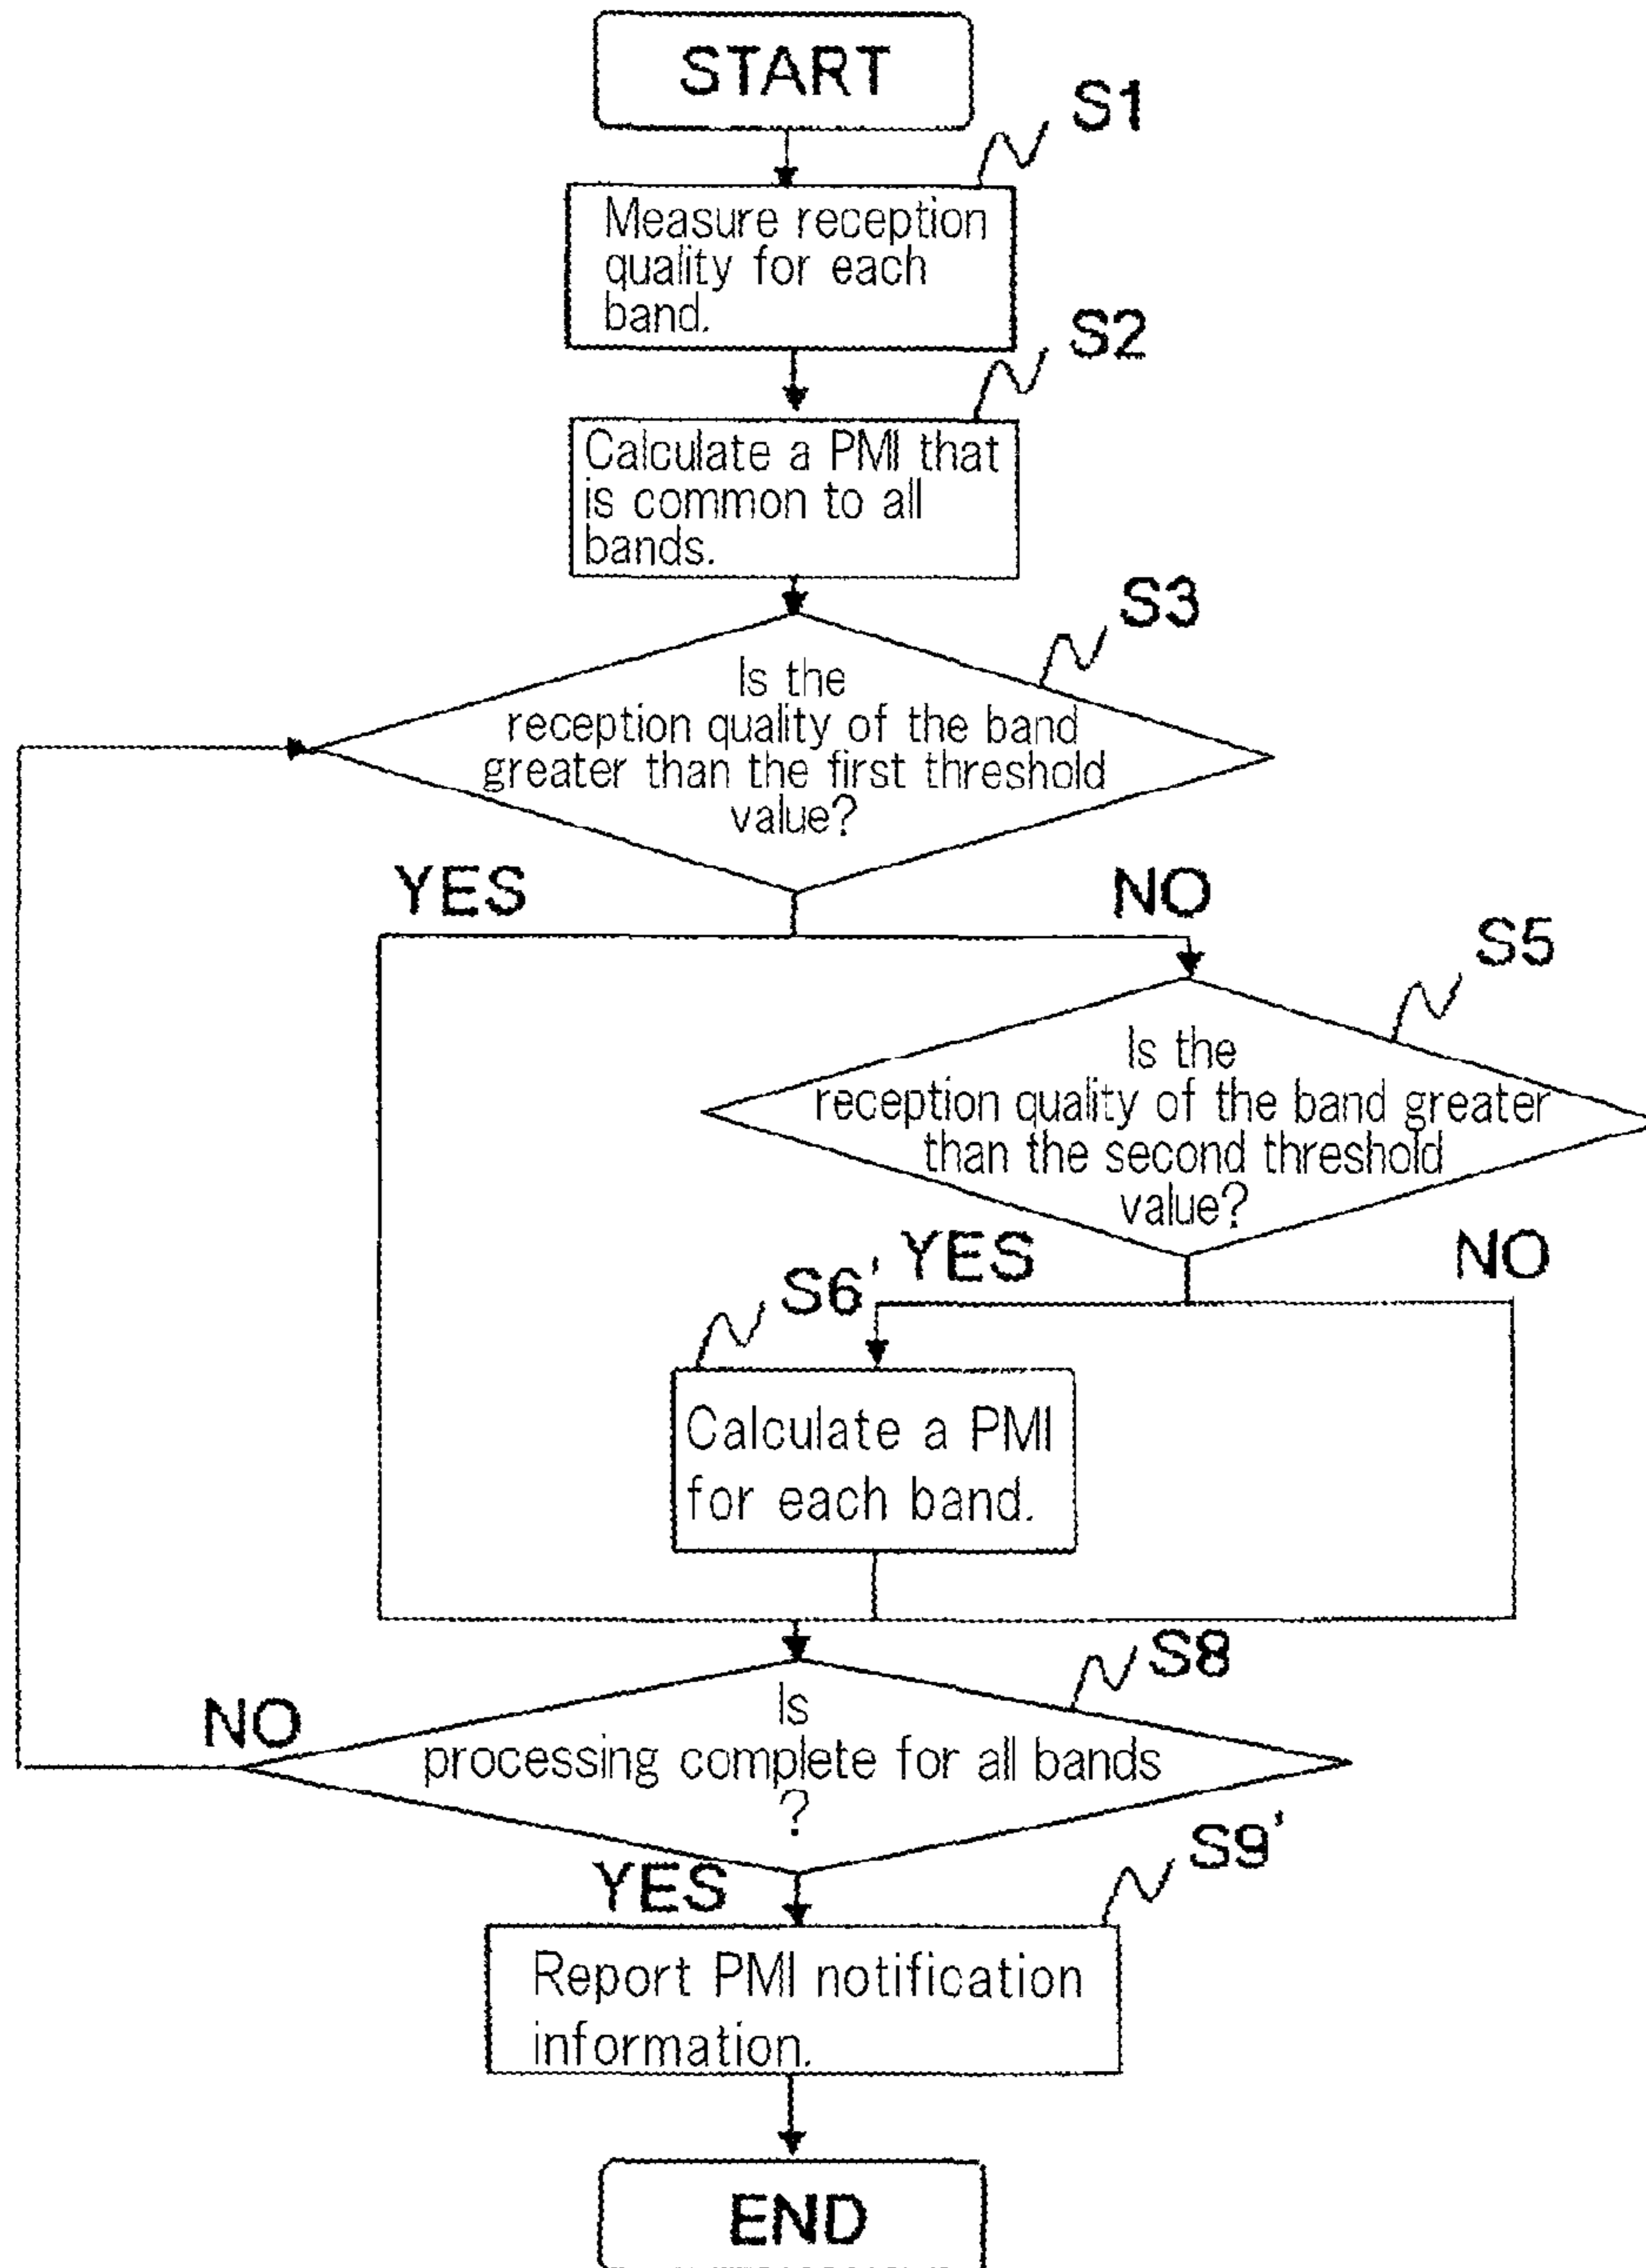 START
S1
Measure reception
quality for each
band.
S2
Calculate a PMI that
is common to all
bands.
S3
Is the
reception quality of the band
greater than the first threshold
value?
YES
NO
S5
Is the
reception quality of the band greater
than the second threshold
value?
YES
NO
S6'
Calculate a PMI
for each band.
S8
Is
processing complete for all bands
?
NO
YES
S9'
Report PMI notification
information.
END